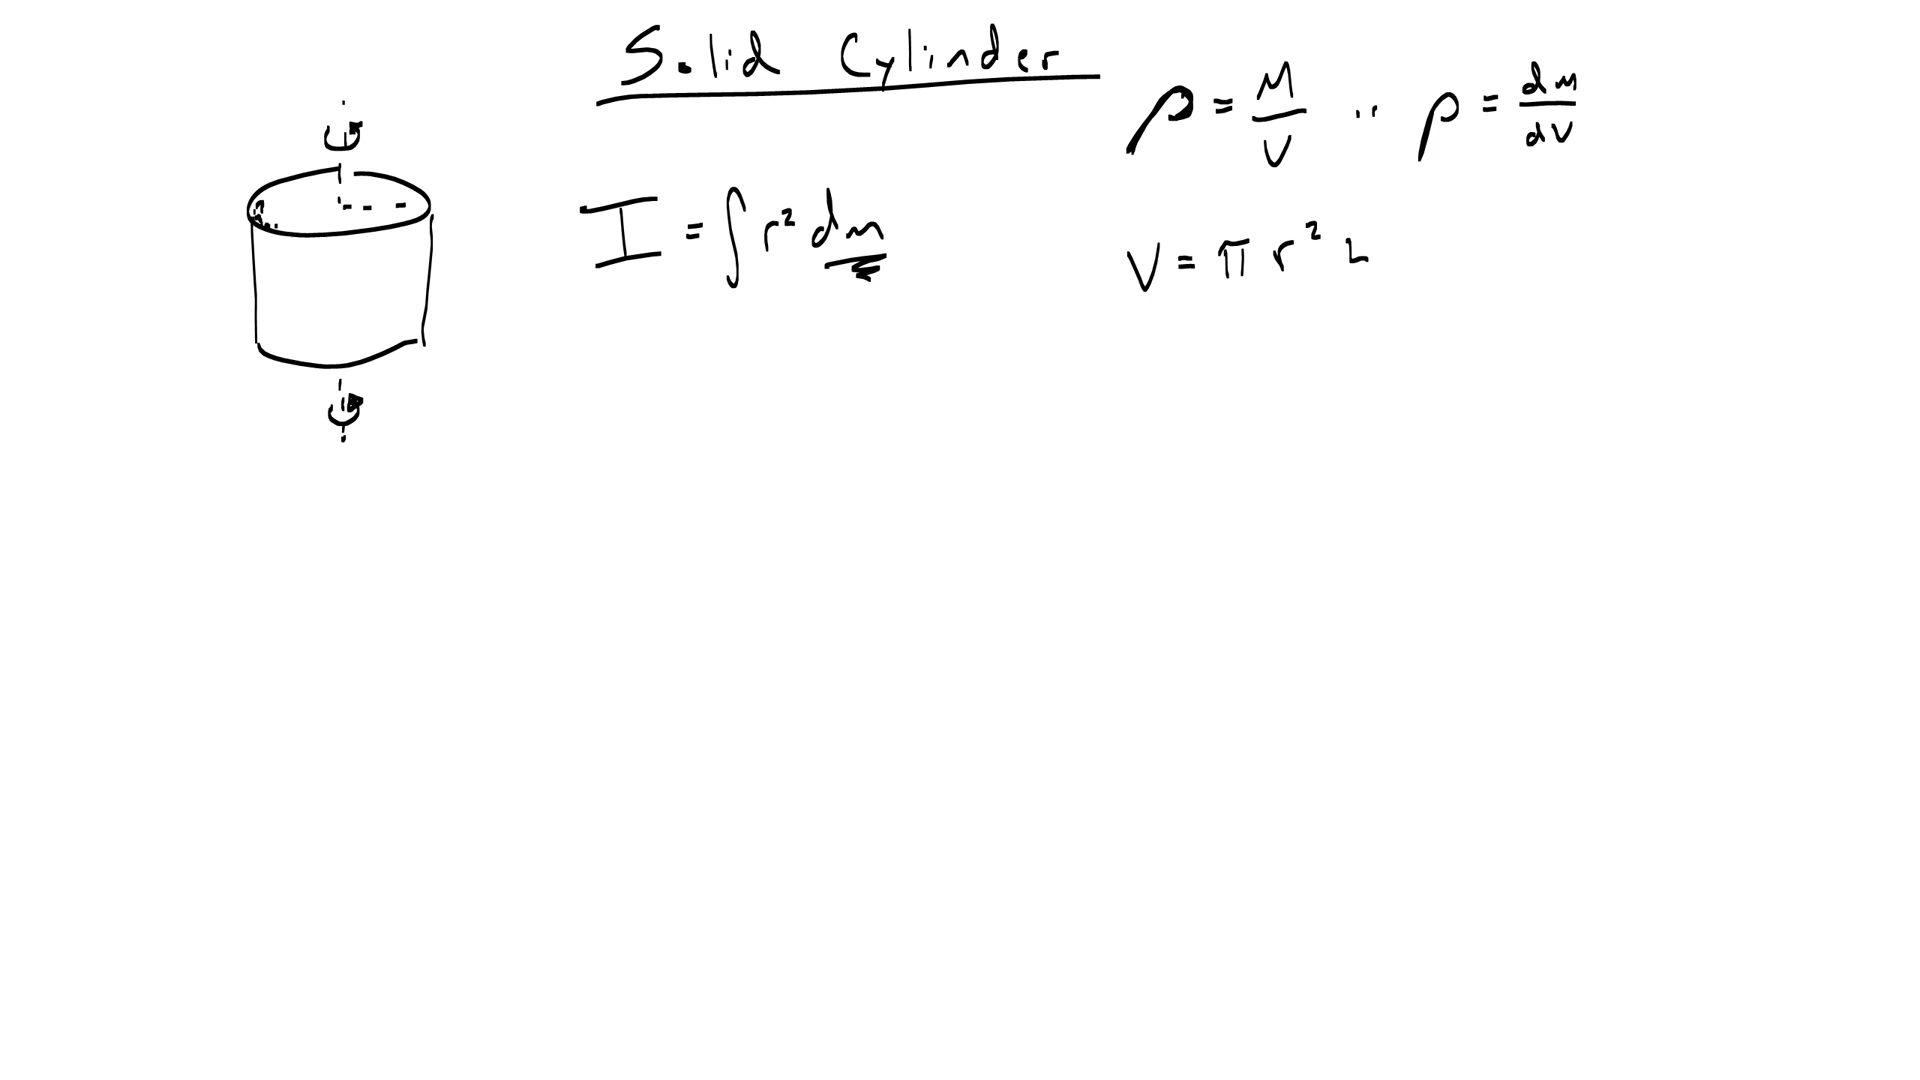 Solid Cylinder
ρ = M/V ∴ ρ = dm/dV
I = ∫ r² dm
V = π r² h